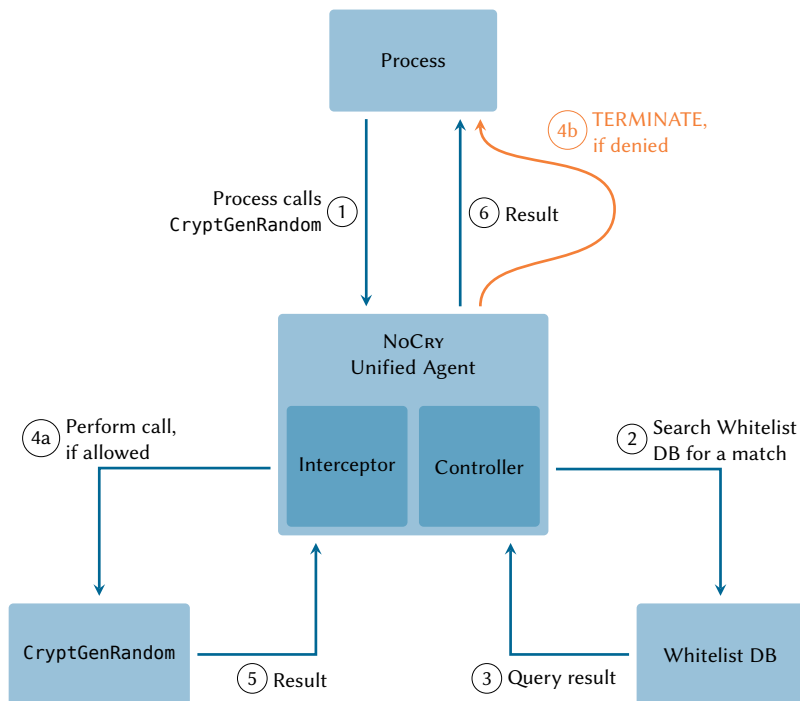 Process
4b
TERMINATE,
if denied
Process calls
CryptGenRandom
1
6
Result
NoCry
Unified Agent
Interceptor
Controller
4a
Perform call,
if allowed
2
Search Whitelist
DB for a match
CryptGenRandom
5
Result
3
Query result
Whitelist DB